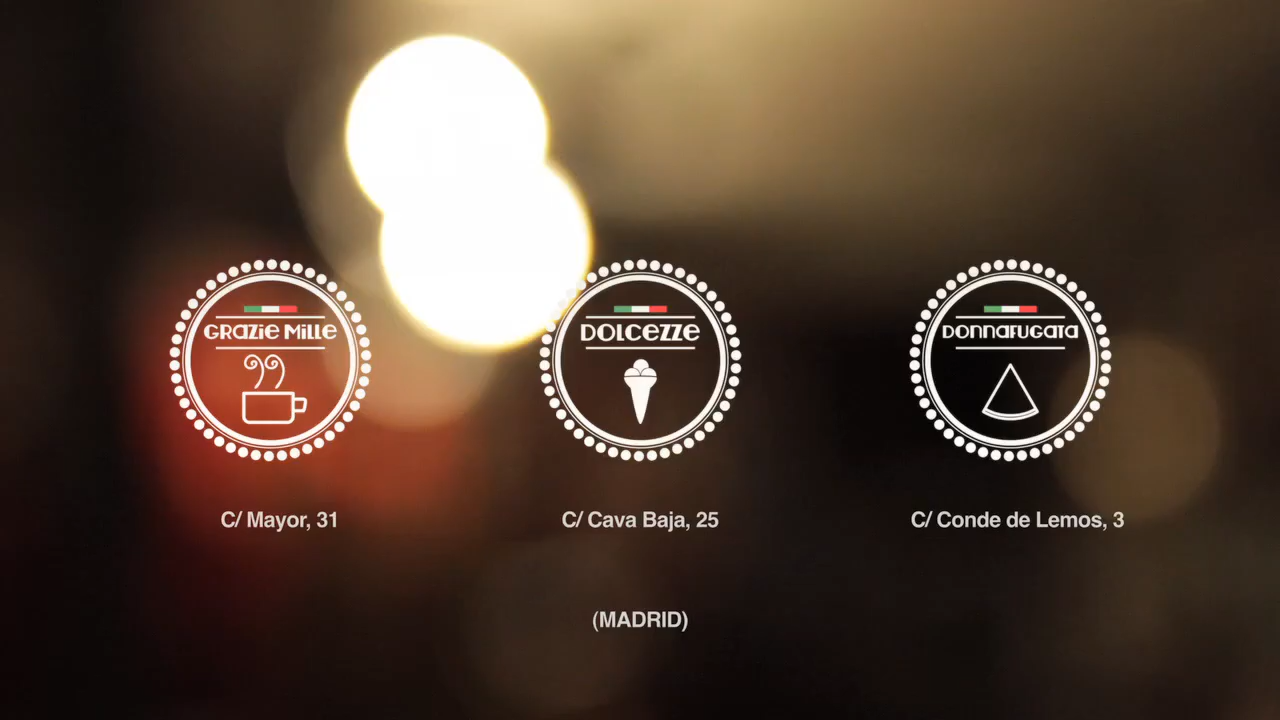 GRAZIE MILLE
DOLCEZZE
DONNAFUGATA
C/ Mayor, 31
C/ Cava Baja, 25
C/ Conde de Lemos, 3
(MADRID)